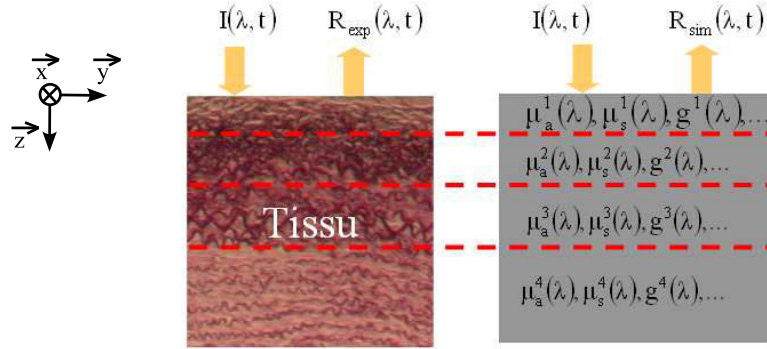 I(λ,t) R_exp(λ,t) I(λ,t) R_sim(λ,t)
x y
z
Tissu
μ_a^1(λ), μ_s^1(λ), g^1(λ),...
μ_a^2(λ), μ_s^2(λ), g^2(λ),...
μ_a^3(λ), μ_s^3(λ), g^3(λ),...
μ_a^4(λ), μ_s^4(λ), g^4(λ),...